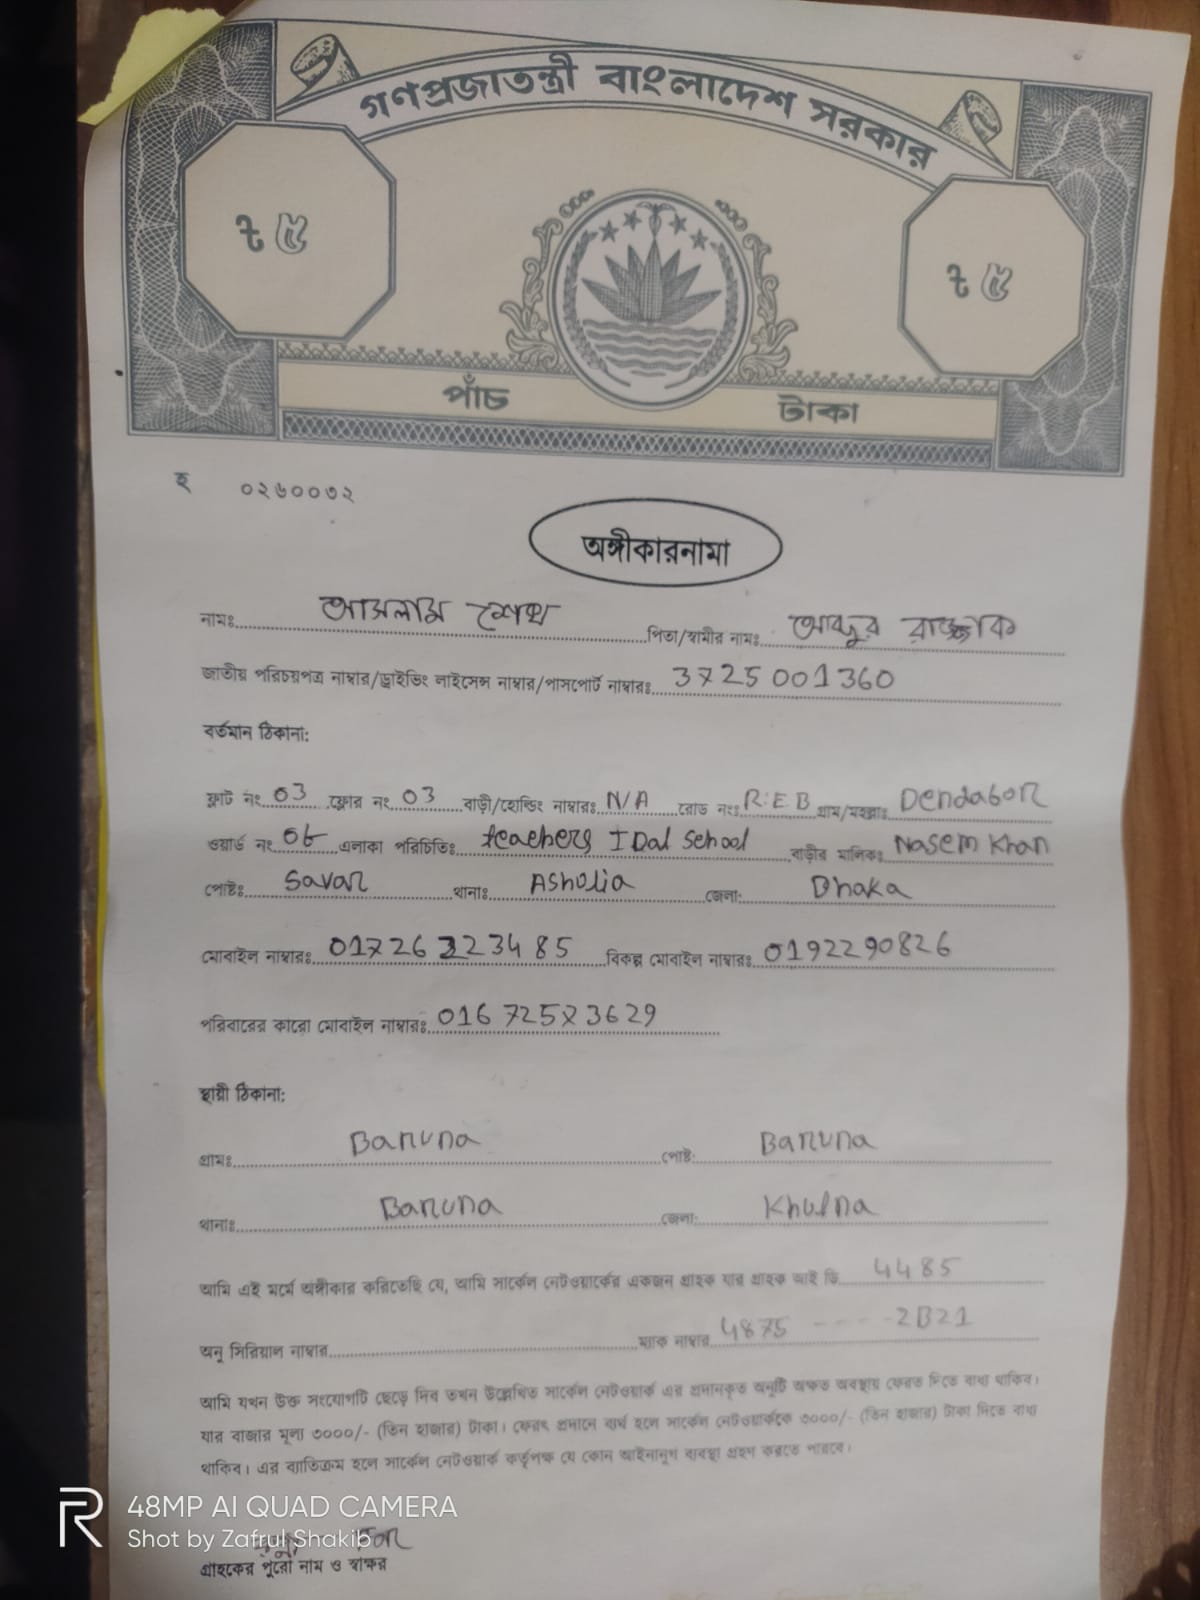 গণপ্রজাতন্ত্রী বাংলাদেশ সরকার
৳ ৫
৳ ৫
পাঁচ টাকা
হ ০২৬০০৩২
অঙ্গীকারনামা
নামঃ আসলাম শেখ পিতা/স্বামীর নামঃ আব্দুর রাজ্জাক
জাতীয় পরিচয়পত্র নাম্বার/ড্রাইভিং লাইসেন্স নাম্বার/পাসপোর্ট নাম্বারঃ 3725001360
বর্তমান ঠিকানা:
ফ্লাট নং 03 ফ্লোর নং 03 বাড়ী/হোল্ডিং নাম্বারঃ N/A রোড নংঃ R:E B গ্রাম/মহল্লাঃ Dendabor
ওয়ার্ড নং এলাকা পরিচিতিঃ teachers IDal School বাড়ীর মালিকঃ Nasem Khan
পোষ্টঃ Savar থানাঃ Asholia জেলা: Dhaka
মোবাইল নাম্বারঃ বিকল্প মোবাইল নাম্বারঃ 0192290826
পরিবারের কারো মোবাইল নাম্বারঃ 01672523629
স্থায়ী ঠিকানা:
গ্রামঃ Baruna পোষ্ট: Baruna
থানাঃ Baruna জেলা: Khulna
আমি এই মর্মে অঙ্গীকার করিতেছি যে, আমি সার্কেল নেটওয়ার্কের একজন গ্রাহক যার গ্রাহক আই ডি 4485
অনু সিরিয়াল নাম্বার ম্যাক নাম্বার 4875 - - - - 2B21
আমি যখন উক্ত সংযোগটি ছেড়ে দিব তখন উল্লেখিত সার্কেল নেটওয়ার্ক এর প্রদানকৃত অনুটি অক্ষত অবস্থায় ফেরত দিতে বাধ্য থাকিব।
যার বাজার মূল্য ৩০০০/- (তিন হাজার) টাকা। ফেরৎ প্রদানে ব্যর্থ হলে সার্কেল নেটওয়ার্ককে ৩০০০/- (তিন হাজার) টাকা দিতে বাধ্য
থাকিব। এর ব্যাতিক্রম হলে সার্কেল নেটওয়ার্ক কর্তৃপক্ষ যে কোন আইনানুগ ব্যবস্থা গ্রহণ করতে পারবে।
48MP AI QUAD CAMERA
Shot by Zafrul Shakib
গ্রাহকের পুরো নাম ও স্বাক্ষর